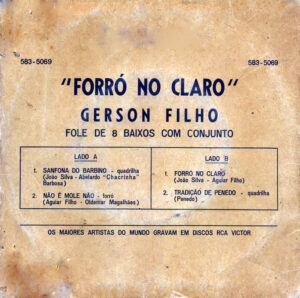 583-5069 583-5069
"FORRÓ NO CLARO"
GERSON FILHO
FOLE DE 8 BAIXOS COM CONJUNTO
LADO A
1. SANFONA DO BARBINO - quadrilha
(João Silva - Abelardo "Chacrinha"
Barbosa)
2. NÃO É MOLE NÃO - forró
(Aguiar Filho - Oldemar Magalhães)
LADO B
1. FORRÓ NO CLARO
(João Silva - Aguiar Filho)
2. TRADIÇÃO DE PENEDO - quadrilha
(Penedo)
OS MAIORES ARTISTAS DO MUNDO GRAVAM EM DISCOS RCA VICTOR